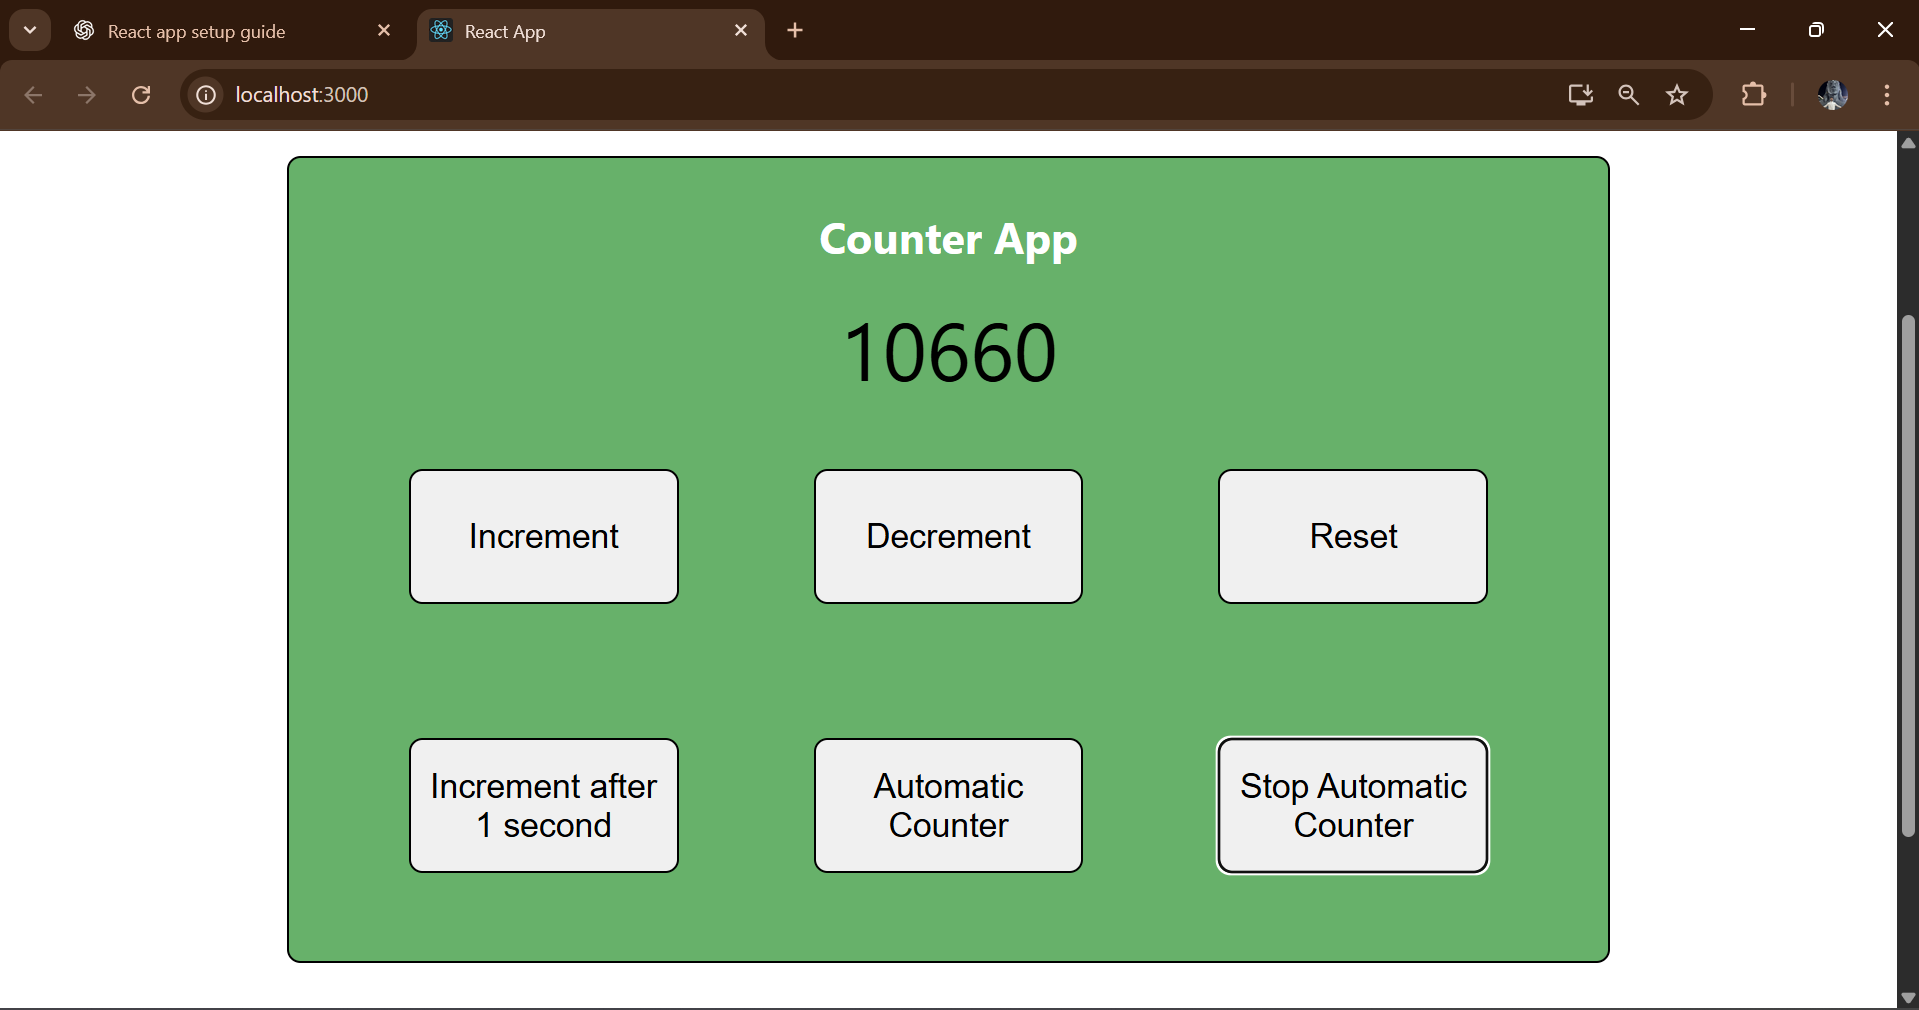 React app setup guide
React App
localhost:3000
Counter App
10660
Increment
Decrement
Reset
Increment after
1 second
Automatic
Counter
Stop Automatic
Counter